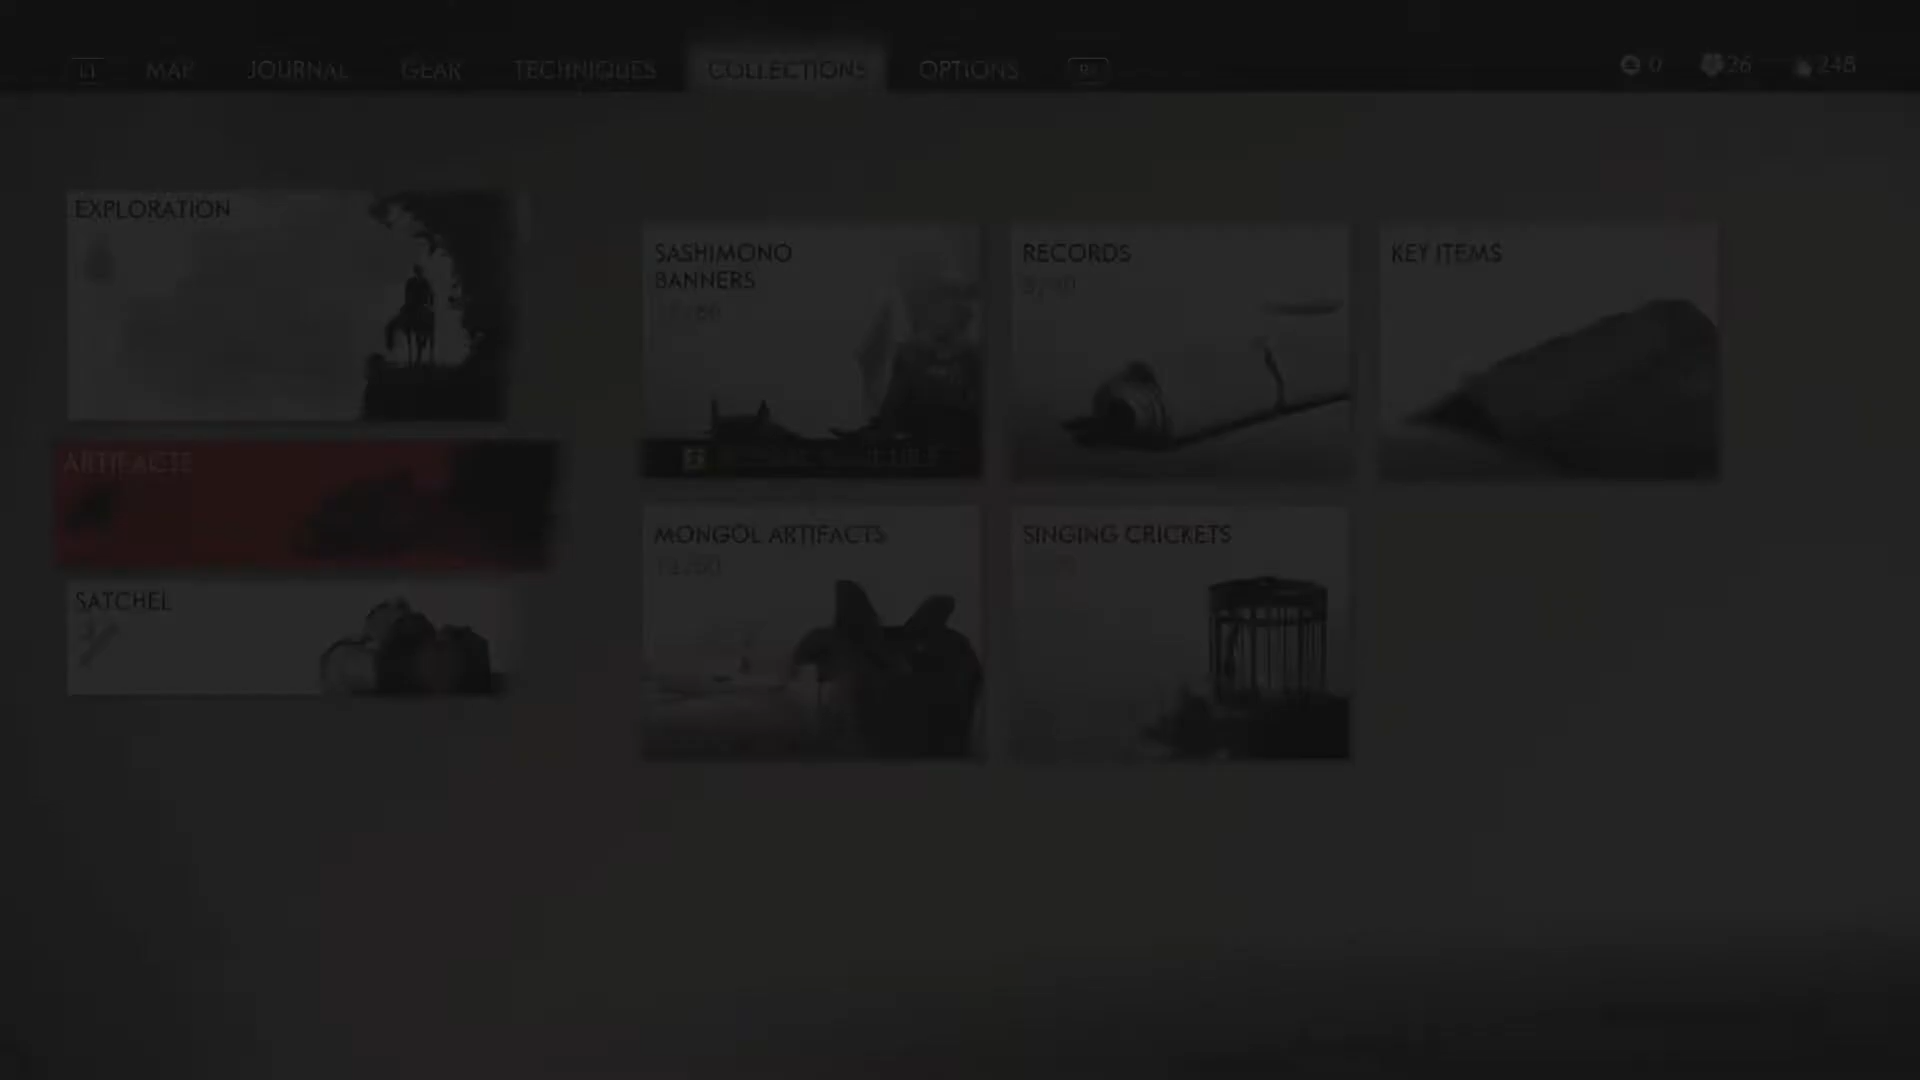 L1 MAP JOURNAL GEAR TECHNIQUES COLLECTIONS OPTIONS
0 26 248
EXPLORATION
SASHIMONO
BANNERS
RECORDS
KEY ITEMS
ARTIFACTS
MONGOL ARTIFACTS
SINGING CRICKETS
SATCHEL